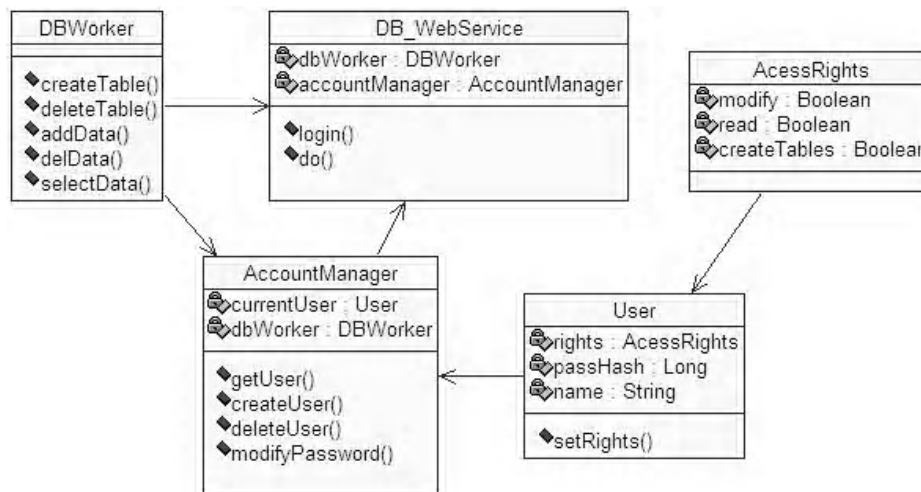 DBWorker
createTable()
deleteTable()
addData()
delData()
selectData()
DB_WebService
dbWorker : DBWorker
accountManager : AccountManager
login()
do()
AcessRights
modify : Boolean
read : Boolean
createTables : Boolean
AccountManager
currentUser : User
dbWorker : DBWorker
getUser()
createUser()
deleteUser()
modifyPassword()
User
rights : AcessRights
passHash : Long
name : String
setRights()